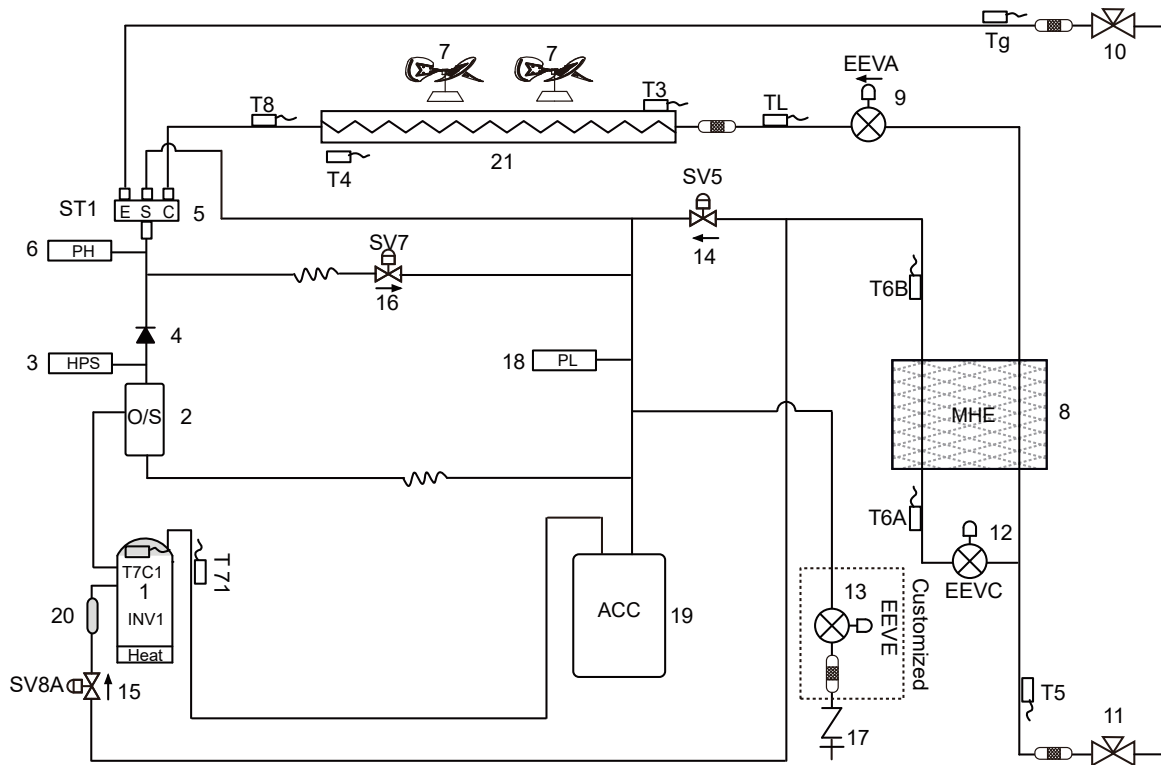 Tg
10
7
7
EEVA
9
T8
T3
TL
21
T4
ST1
E S C
5
SV5
14
6
PH
SV7
16
T6B
4
3
HPS
18
PL
O/S
2
MHE
8
T6A
12
EEVC
T7C1
1
INV1
Heat
T71
20
SV8A
15
ACC
19
13
EEVE
Customized
17
T5
11